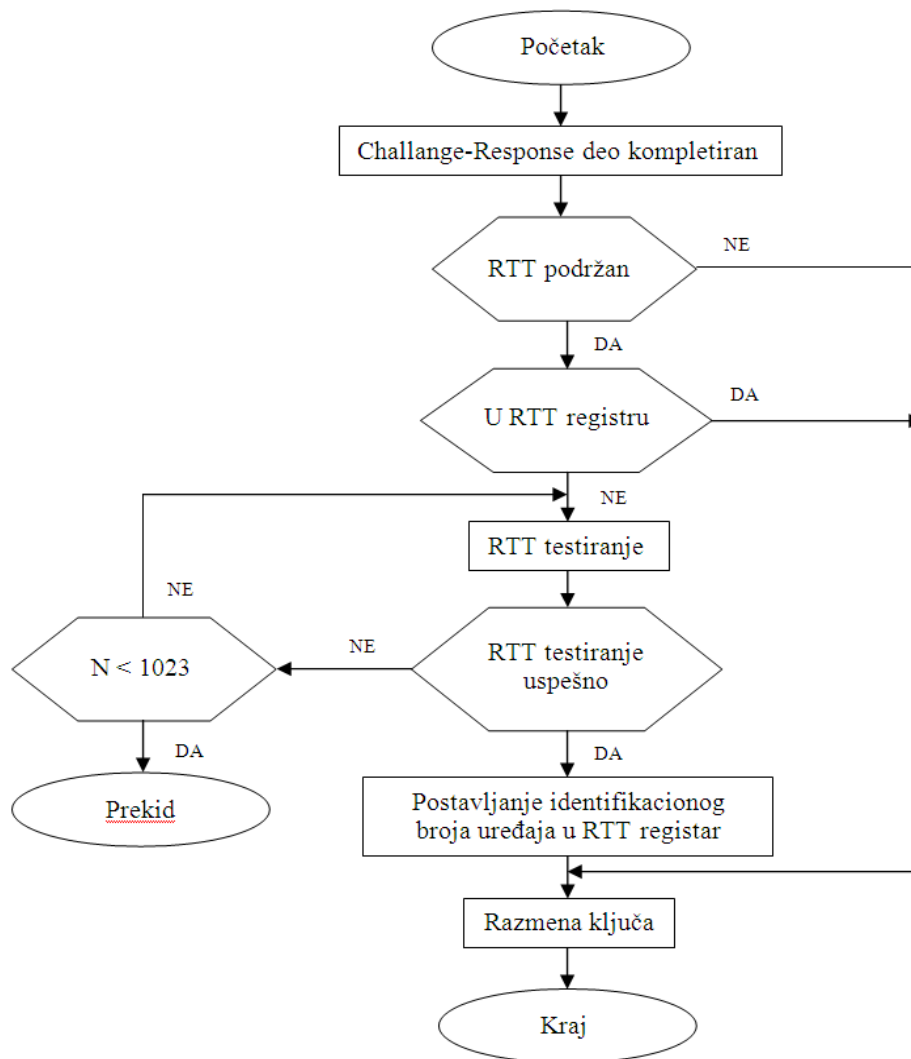 Početak
Challange-Response deo kompletiran
RTT podržan
NE
DA
U RTT registru
DA
NE
RTT testiranje
NE
N < 1023
NE
RTT testiranje
uspešno
DA
DA
Prekid
Postavljanje identifikacionog
broja uređaja u RTT registar
Razmena ključa
Kraj